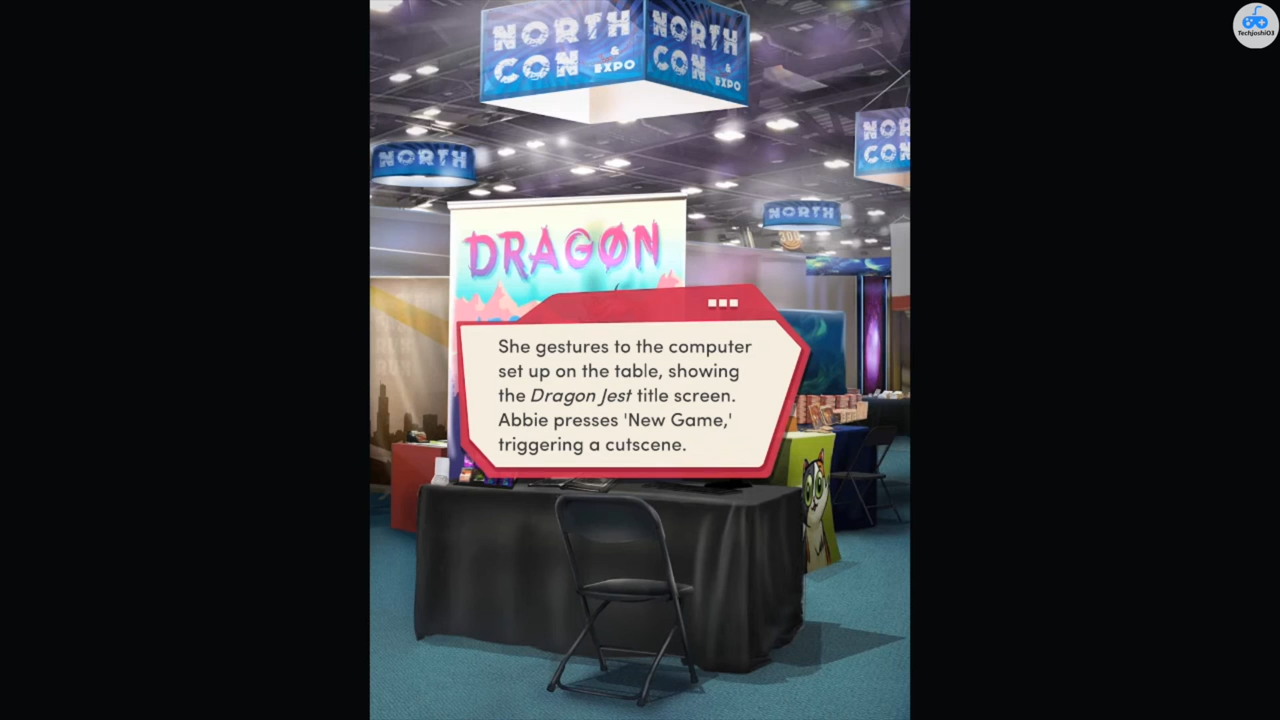 NORTH
CON
& EXPO
NORTH
CON
& EXPO
TechJoshi03
NORTH
NOR
CON
NORTH
DRAGON
She gestures to the computer
set up on the table, showing
the Dragon Jest title screen.
Abbie presses 'New Game,'
triggering a cutscene.